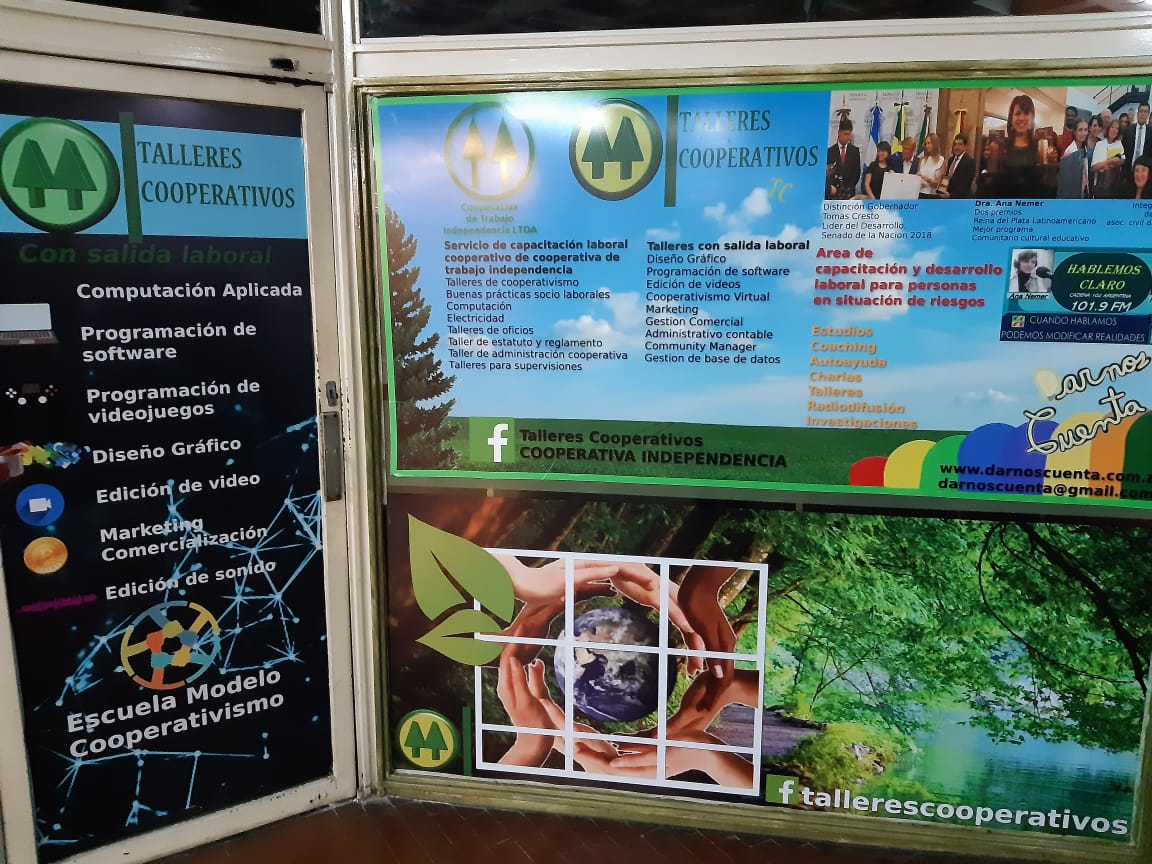 TALLERES
COOPERATIVOS
Con salida laboral
Computación Aplicada
Programación de
software
Programación de
videojuegos
Diseño Gráfico
Edición de video
Marketing
Comercialización
Edición de sonido
Escuela Modelo
Cooperativismo
Cooperativa
de Trabajo
Independencia LTDA
TALLERES
COOPERATIVOS
TC
Servicio de capacitación laboral
cooperativo de cooperativa de
trabajo independencia
Talleres de cooperativismo
Buenas prácticas socio laborales
Computación
Electricidad
Talleres de oficios
Taller de estatuto y reglamento
Taller de administración cooperativa
Talleres para supervisiones
Talleres con salida laboral
Diseño Gráfico
Programación de software
Edición de videos
Cooperativismo Virtual
Marketing
Gestion Comercial
Administrativo contable
Community Manager
Gestion de base de datos
Distinción Gobernador
Tomas Cresto
Lider del Desarrollo.
Senado de la Nacion 2018
Dra. Ana Nemer
Dos premios
Reina del Plata Latinoamericano
Mejor programa
Comunitario cultural educativo
Integ
de
asoc. civil d
Area de
capacitación y desarrollo
laboral para personas
en situación de riesgos
Estudios
Coaching
Autoayuda
Charlas
Talleres
Radiodifusión
Investigaciones
Ana Nemer
HABLEMOS
CLARO
CADENA 102 ARGENTINA
101.9 FM
CUANDO HABLAMOS
PODEMOS MODIFICAR REALIDADES
Darnos
Cuenta
www.darnoscuenta.com.a
darnoscuenta@gmail.com
f Talleres Cooperativos
COOPERATIVA INDEPENDENCIA
f tallerescooperativos